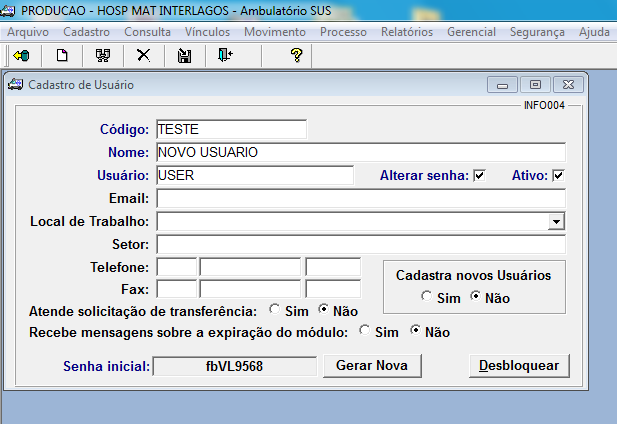 PRODUCAO - HOSP MAT INTERLAGOS - Ambulatório SUS
Arquivo Cadastro Consulta Vínculos Movimento Processo Relatórios Gerencial Segurança Ajuda
Cadastro de Usuário
INFO004
Código: TESTE
Nome: NOVO USUARIO
Usuário: USER Alterar senha: Ativo:
Email:
Local de Trabalho:
Setor:
Telefone:
Cadastra novos Usuários
Fax:
Sim Não
Atende solicitação de transferência: Sim Não
Recebe mensagens sobre a expiração do módulo: Sim Não
Senha inicial: fbVL9568 Gerar Nova Desbloquear